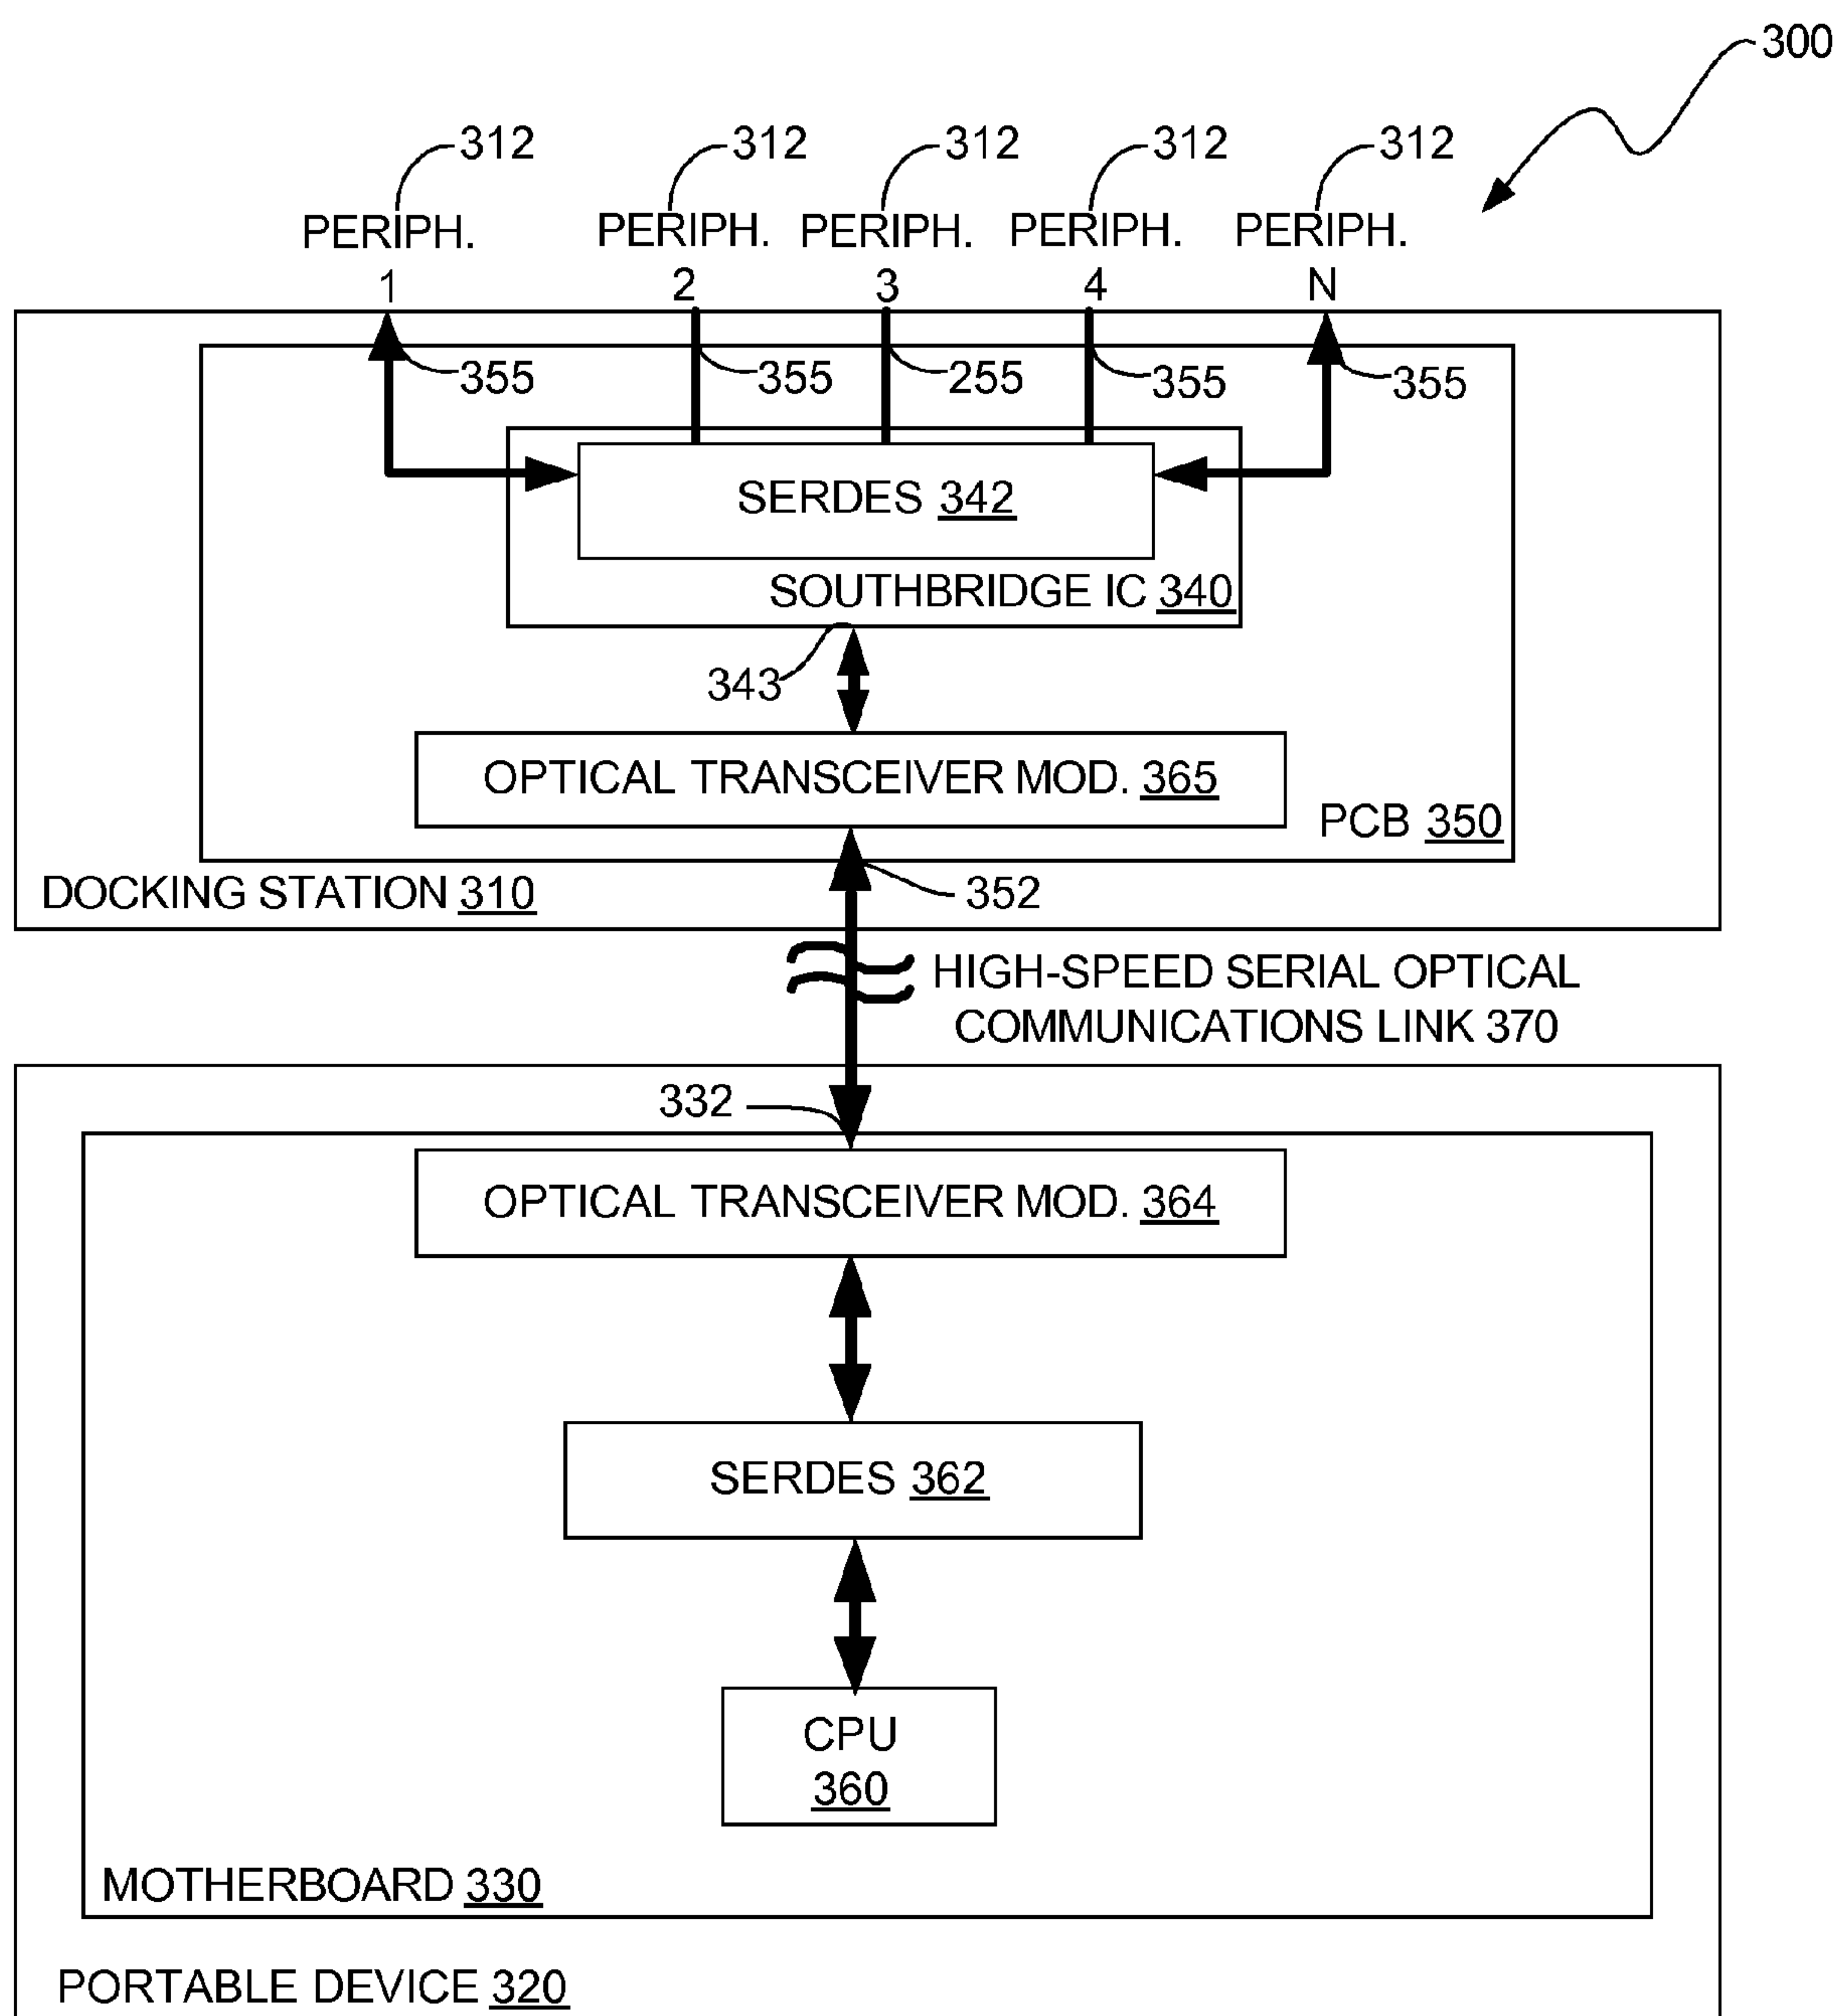 300
312 312 312 312 312
PERIPH. PERIPH. PERIPH. PERIPH. PERIPH.
1 2 3 4 N
355 355 255 355 355
SERDES 342
SOUTHBRIDGE IC 340
343
OPTICAL TRANSCEIVER MOD. 365
PCB 350
DOCKING STATION 310
352
HIGH-SPEED SERIAL OPTICAL
COMMUNICATIONS LINK 370
332
OPTICAL TRANSCEIVER MOD. 364
SERDES 362
CPU
360
MOTHERBOARD 330
PORTABLE DEVICE 320